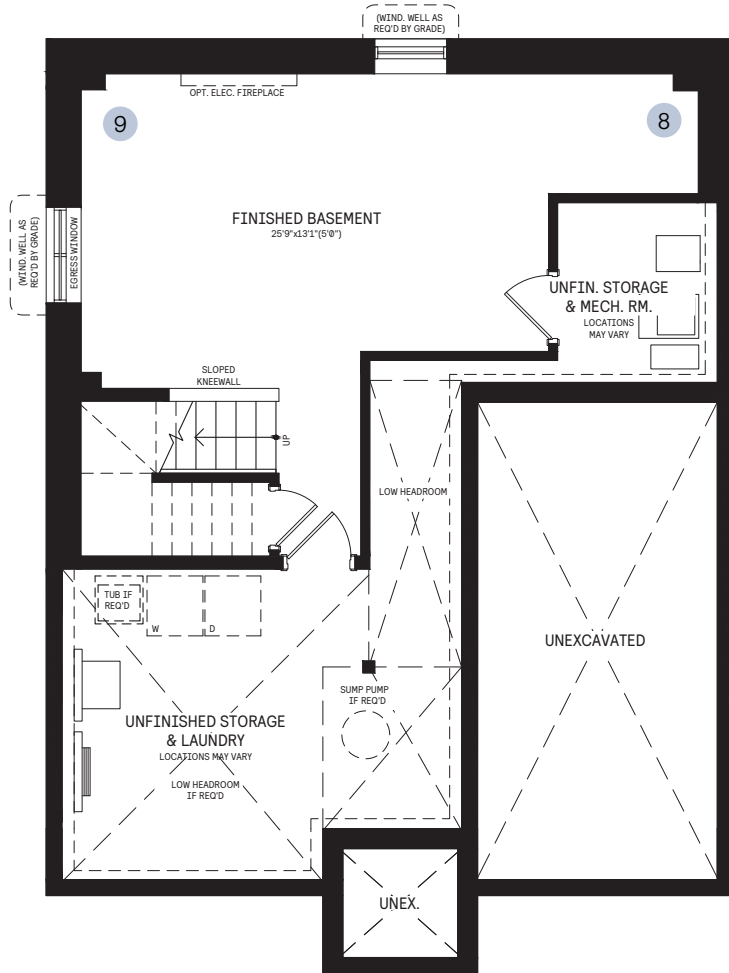 (WIND. WELL AS
REQ'D BY GRADE)
OPT. ELEC. FIREPLACE
9
8
(WIND. WELL AS
REQ'D BY GRADE)
EGRESS WINDOW
FINISHED BASEMENT
25'9"x13'1"(5'0")
UNFIN. STORAGE
& MECH. RM.
LOCATIONS
MAY VARY
SLOPED
KNEEWALL
UP
LOW HEADROOM
TUB IF
REQ'D
W
D
UNEXCAVATED
SUMP PUMP
IF REQ'D
UNFINISHED STORAGE
& LAUNDRY
LOCATIONS MAY VARY
LOW HEADROOM
IF REQ'D
UNEX.